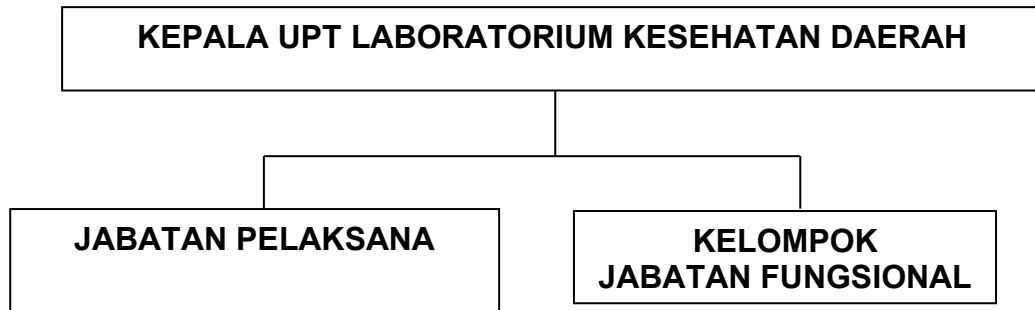 KEPALA UPT LABORATORIUM KESEHATAN DAERAH
JABATAN PELAKSANA
KELOMPOK
JABATAN FUNGSIONAL